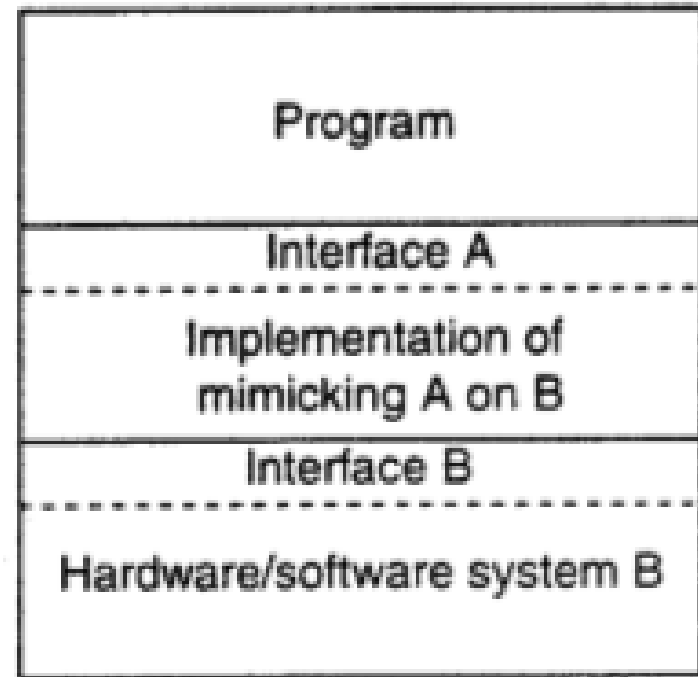 Program
Interface A
Implementation of
mimicking A on B
Interface B
Hardware/software system B